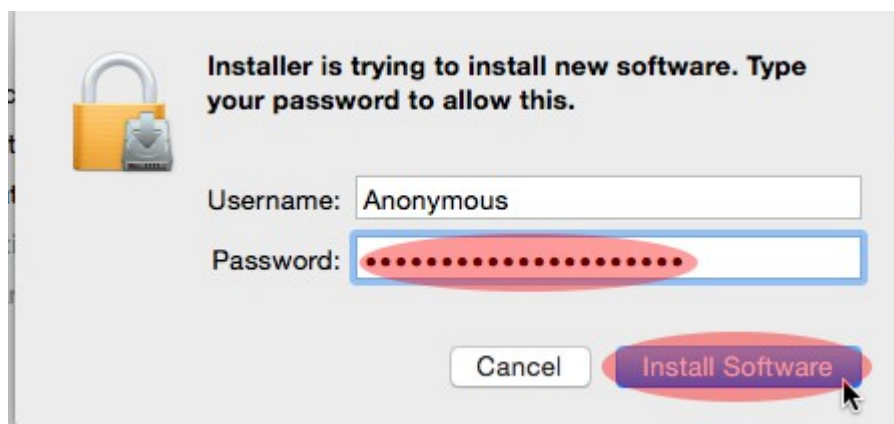 Installer is trying to install new software. Type
your password to allow this.
Username: Anonymous
Password: •••••••••••••••••••••
Cancel
Install Software